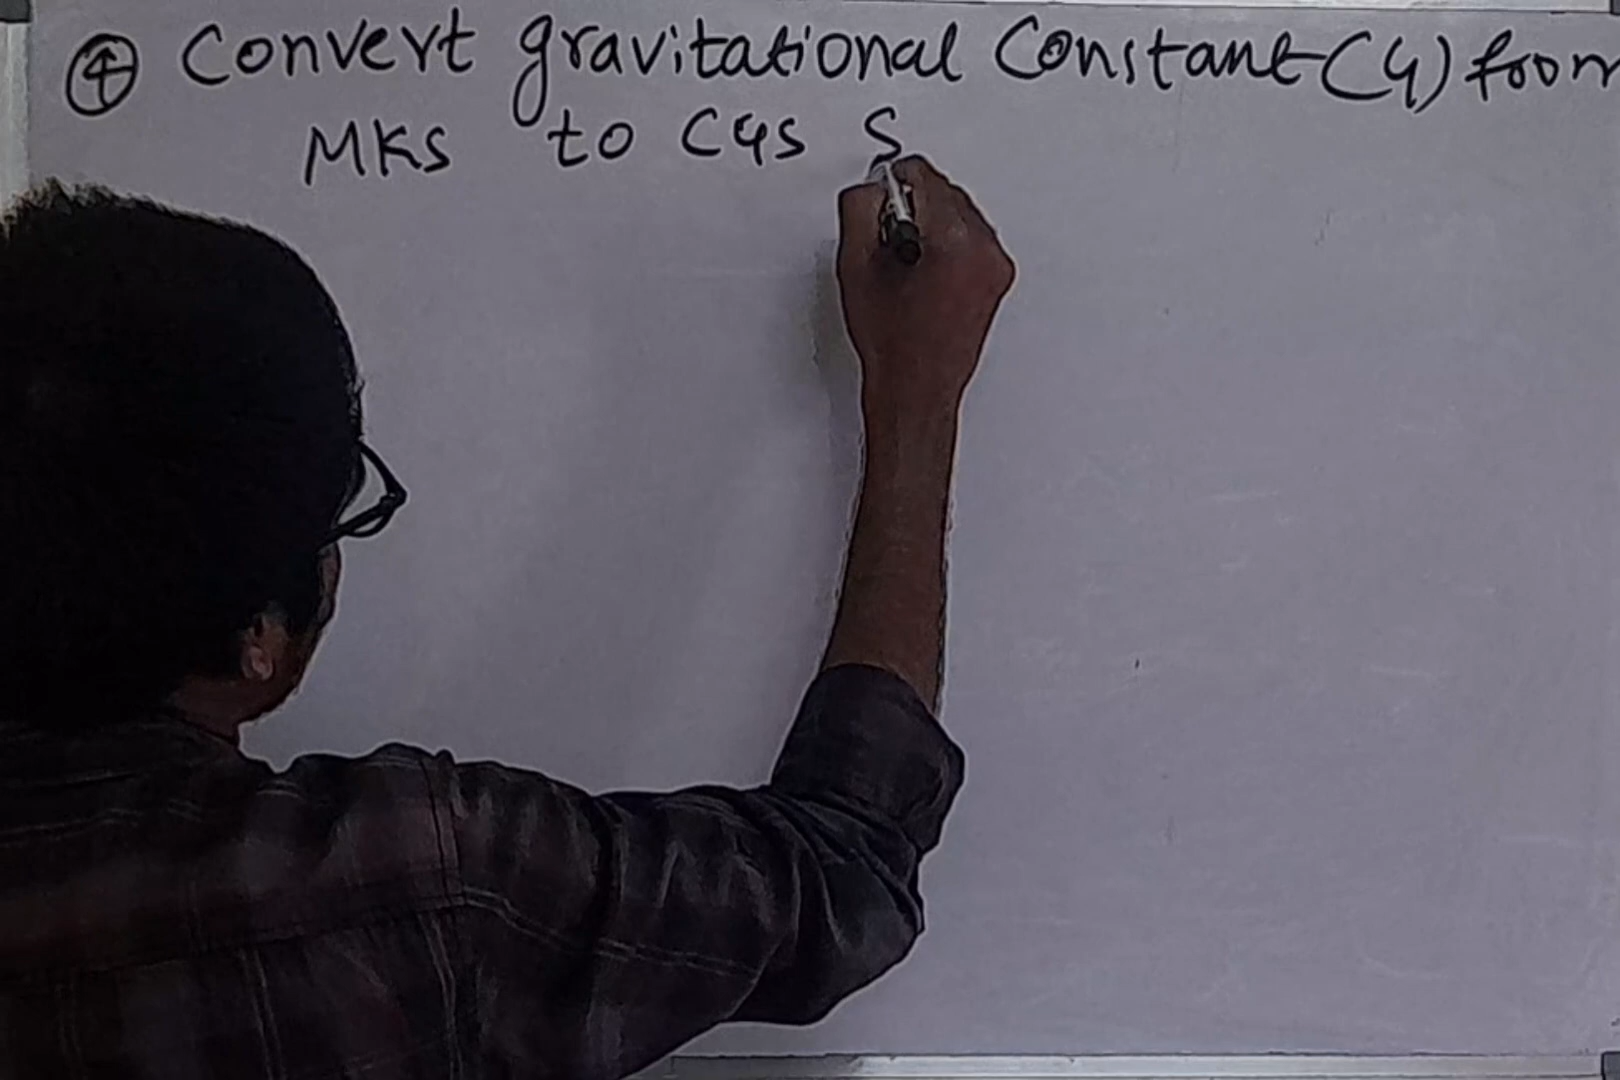 ④ Convert gravitational Constant (G) from
MKS to CGS S